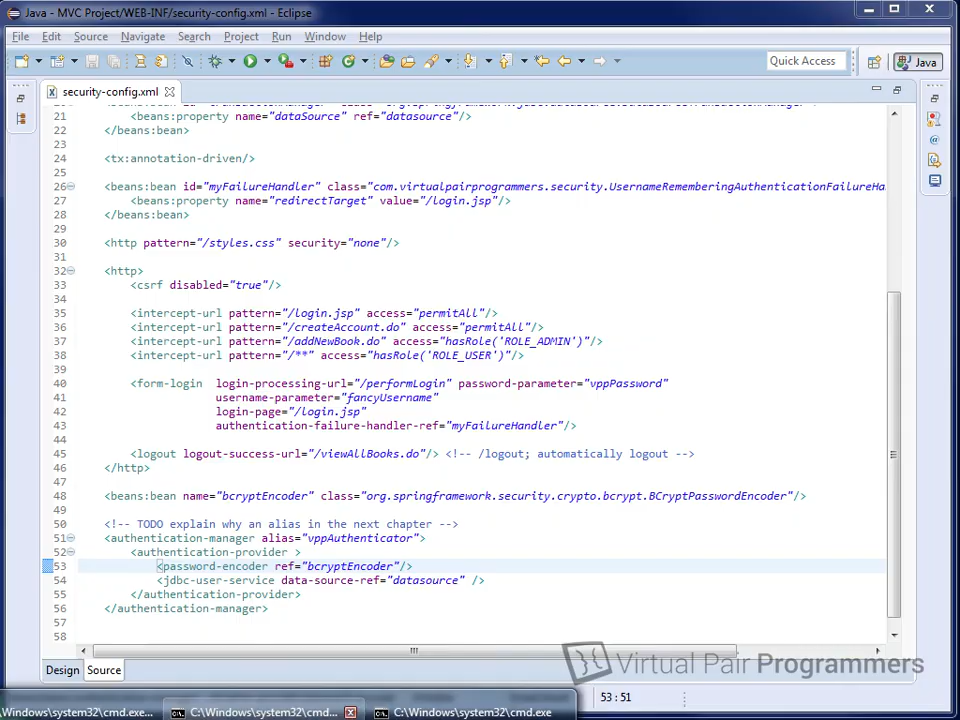 Java - MVC Project/WEB-INF/security-config.xml - Eclipse
File Edit Source Navigate Search Project Run Window Help
Quick Access
Java
security-config.xml
21 <beans:property name="dataSource" ref="datasource"/>
22 </beans:bean>
23
24 <tx:annotation-driven/>
25
26 <beans:bean id="myFailureHandler" class="com.virtualpairprogrammers.security.UsernameRememberingAuthenticationFailureHa
27 <beans:property name="redirectTarget" value="/login.jsp"/>
28 </beans:bean>
29
30 <http pattern="/styles.css" security="none"/>
31
32 <http>
33 <csrf disabled="true"/>
34
35 <intercept-url pattern="/login.jsp" access="permitAll"/>
36 <intercept-url pattern="/createAccount.do" access="permitAll"/>
37 <intercept-url pattern="/addNewBook.do" access="hasRole('ROLE_ADMIN')"/>
38 <intercept-url pattern="/**" access="hasRole('ROLE_USER')"/>
39
40 <form-login login-processing-url="/performLogin" password-parameter="vppPassword"
41 username-parameter="fancyUsername"
42 login-page="/login.jsp"
43 authentication-failure-handler-ref="myFailureHandler"/>
44
45 <logout logout-success-url="/viewAllBooks.do"/> <!-- /logout; automatically logout -->
46 </http>
47
48 <beans:bean name="bcryptEncoder" class="org.springframework.security.crypto.bcrypt.BCryptPasswordEncoder"/>
49
50 <!-- TODO explain why an alias in the next chapter -->
51 <authentication-manager alias="vppAuthenticator">
52 <authentication-provider >
53 <password-encoder ref="bcryptEncoder"/>
54 <jdbc-user-service data-source-ref="datasource" />
55 </authentication-provider>
56 </authentication-manager>
57
58
Design Source
Virtual Pair Programmers
53 : 51
Windows\system32\cmd.exe... C:\Windows\system32\cmd.... C:\Windows\system32\cmd.exe